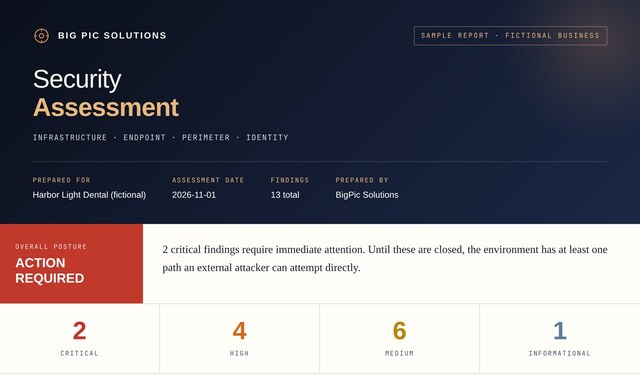 BIG PIC SOLUTIONS
SAMPLE REPORT · FICTIONAL BUSINESS
Security
Assessment
INFRASTRUCTURE · ENDPOINT · PERIMETER · IDENTITY
PREPARED FOR
Harbor Light Dental (fictional)
ASSESSMENT DATE
2026-11-01
FINDINGS
13 total
PREPARED BY
BigPic Solutions
OVERALL POSTURE
ACTION
REQUIRED
2 critical findings require immediate attention. Until these are closed, the environment has at least one
path an external attacker can attempt directly.
2
CRITICAL
4
HIGH
6
MEDIUM
1
INFORMATIONAL